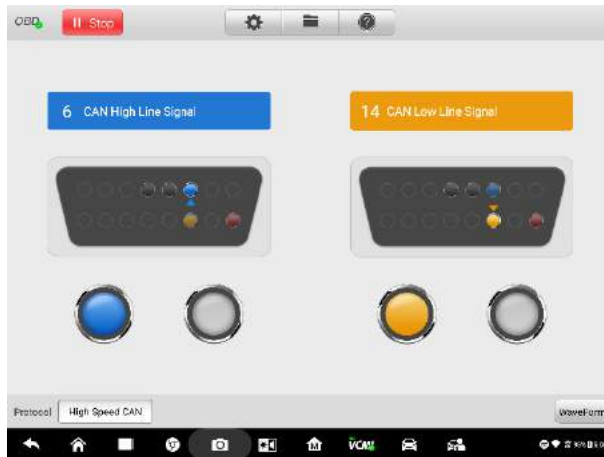 OBD
Stop
6 CAN High Line Signal
14 CAN Low Line Signal
Protocol High Speed CAN
WaveForm
VCMI